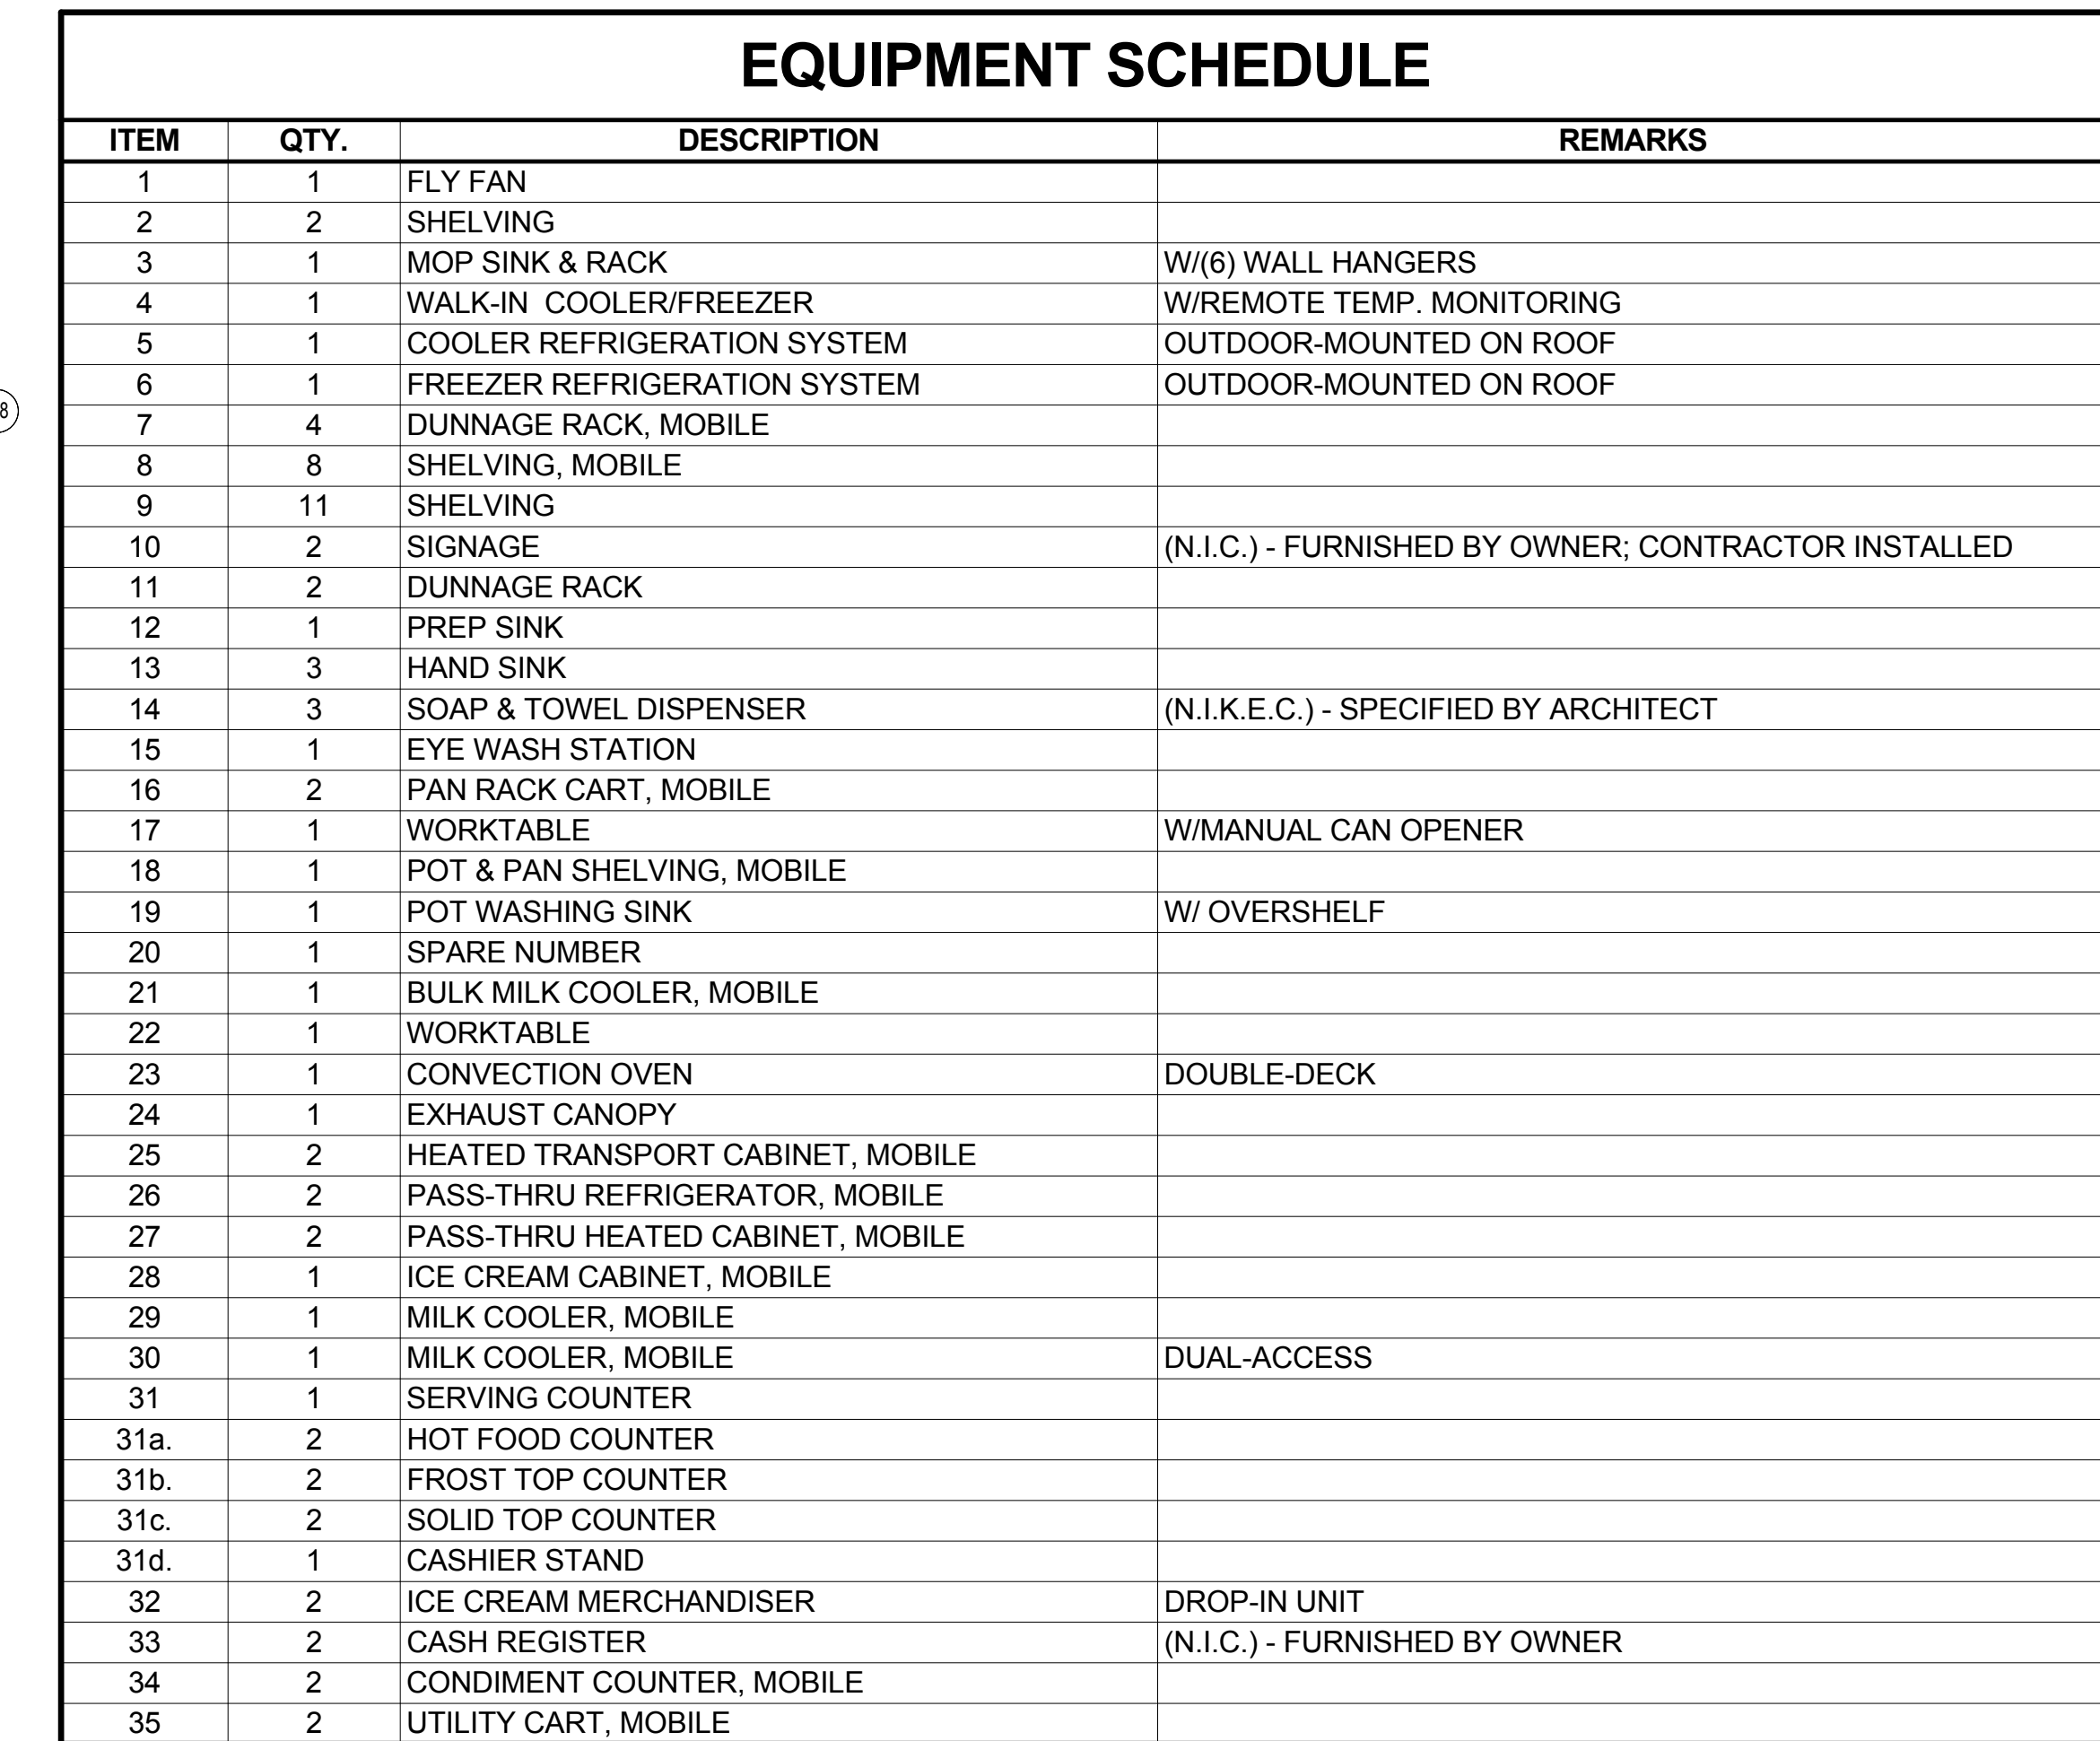 EQUIPMENT SCHEDULE
ITEM QTY. DESCRIPTION REMARKS
1 1 FLY FAN
2 2 SHELVING
3 1 MOP SINK & RACK W/(6) WALL HANGERS
4 1 WALK-IN COOLER/FREEZER W/REMOTE TEMP. MONITORING
5 1 COOLER REFRIGERATION SYSTEM OUTDOOR-MOUNTED ON ROOF
6 1 FREEZER REFRIGERATION SYSTEM OUTDOOR-MOUNTED ON ROOF
8
7 4 DUNNAGE RACK, MOBILE
8 8 SHELVING, MOBILE
9 11 SHELVING
10 2 SIGNAGE (N.I.C.) - FURNISHED BY OWNER; CONTRACTOR INSTALLED
11 2 DUNNAGE RACK
12 1 PREP SINK
13 3 HAND SINK
14 3 SOAP & TOWEL DISPENSER (N.I.K.E.C.) - SPECIFIED BY ARCHITECT
15 1 EYE WASH STATION
16 2 PAN RACK CART, MOBILE
17 1 WORKTABLE W/MANUAL CAN OPENER
18 1 POT & PAN SHELVING, MOBILE
19 1 POT WASHING SINK W/ OVERSHELF
20 1 SPARE NUMBER
21 1 BULK MILK COOLER, MOBILE
22 1 WORKTABLE
23 1 CONVECTION OVEN DOUBLE-DECK
24 1 EXHAUST CANOPY
25 2 HEATED TRANSPORT CABINET, MOBILE
26 2 PASS-THRU REFRIGERATOR, MOBILE
27 2 PASS-THRU HEATED CABINET, MOBILE
28 1 ICE CREAM CABINET, MOBILE
29 1 MILK COOLER, MOBILE
30 1 MILK COOLER, MOBILE DUAL-ACCESS
31 1 SERVING COUNTER
31a. 2 HOT FOOD COUNTER
31b. 2 FROST TOP COUNTER
31c. 2 SOLID TOP COUNTER
31d. 1 CASHIER STAND
32 2 ICE CREAM MERCHANDISER DROP-IN UNIT
33 2 CASH REGISTER (N.I.C.) - FURNISHED BY OWNER
34 2 CONDIMENT COUNTER, MOBILE
35 2 UTILITY CART, MOBILE